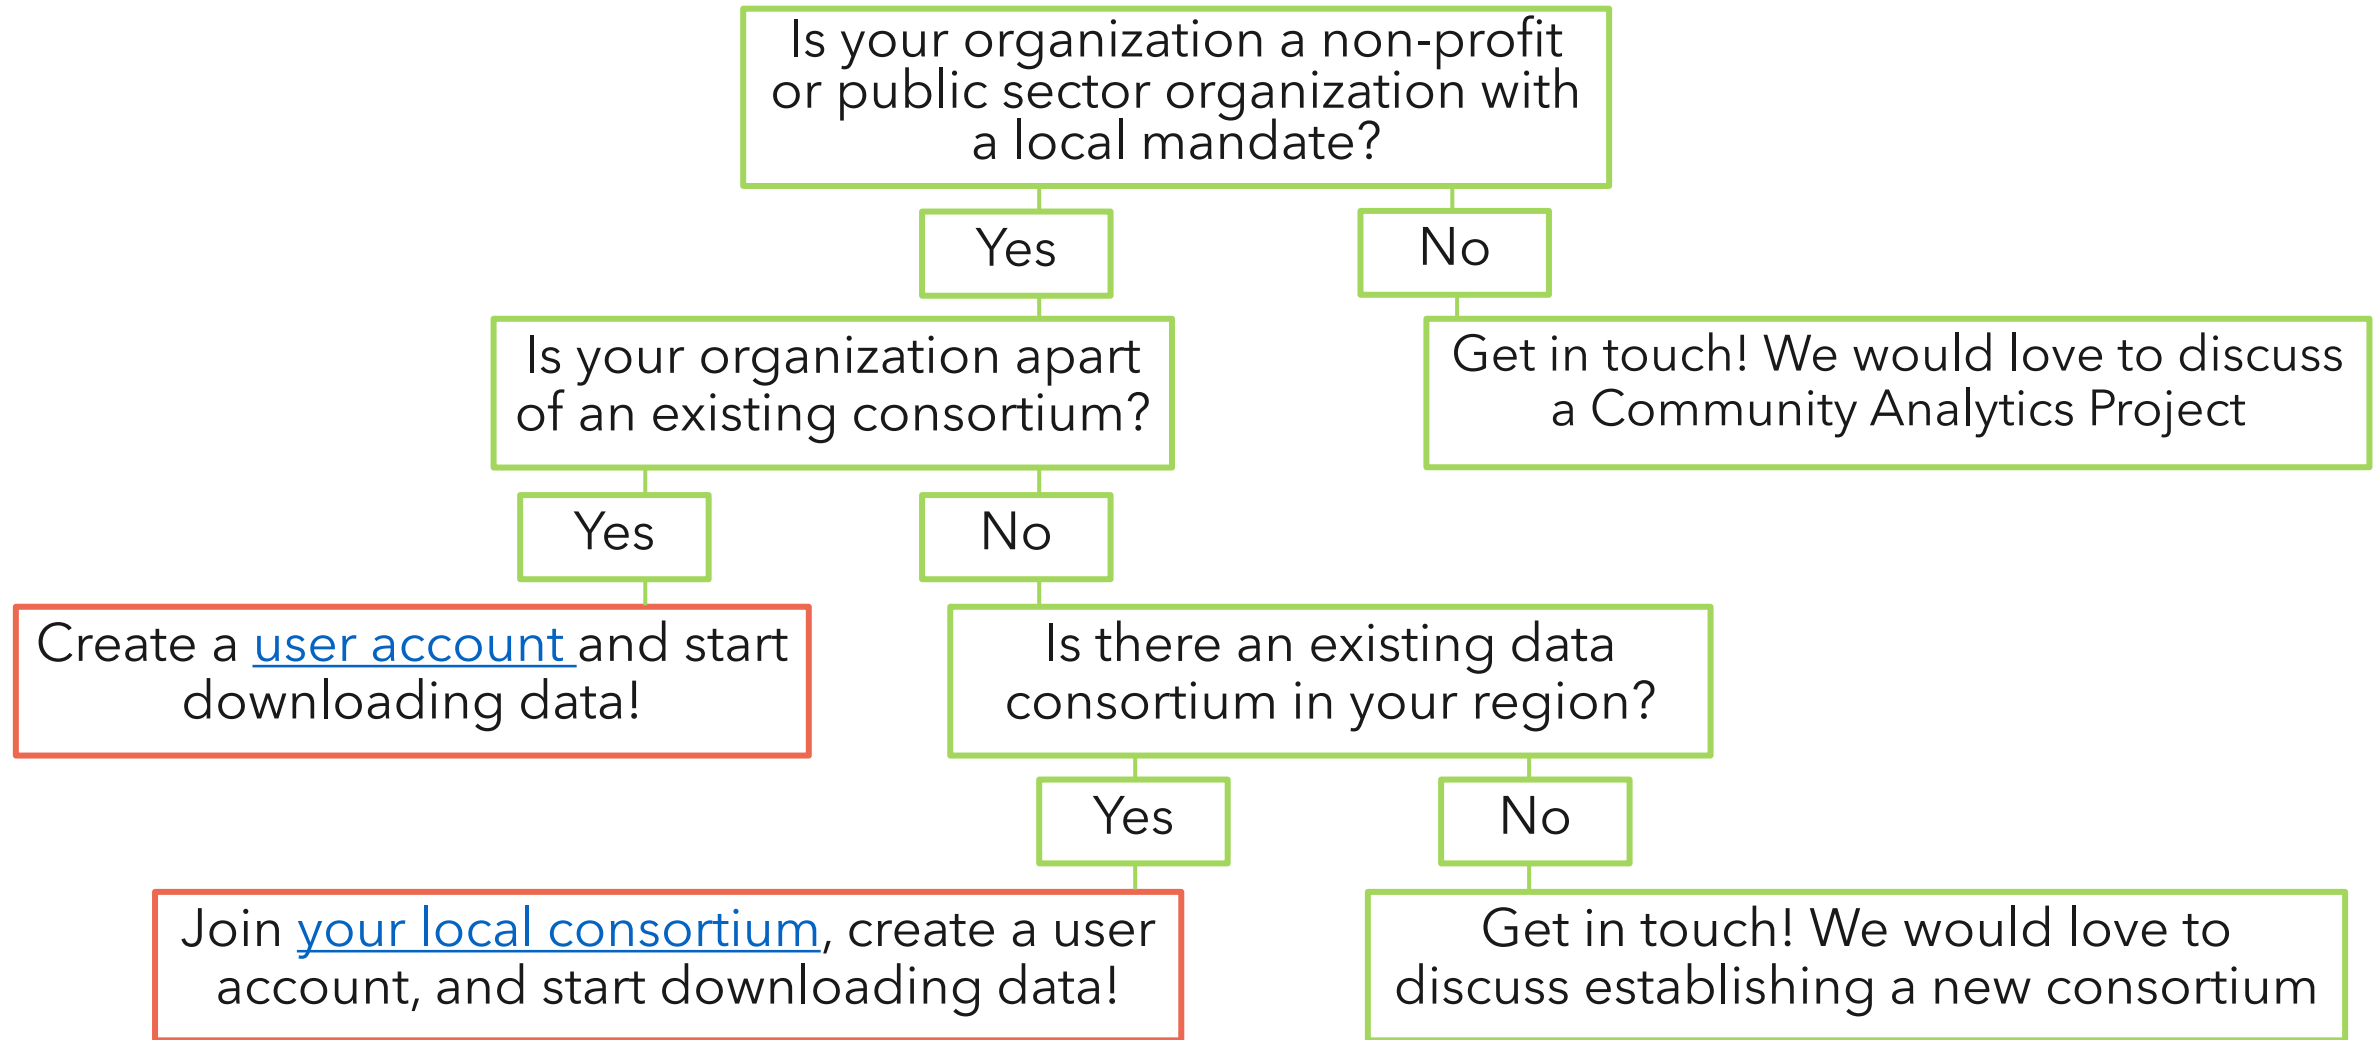 Is your organization a non-profit
or public sector organization with
a local mandate?
Yes
No
Is your organization apart
of an existing consortium?
Get in touch! We would love to discuss
a Community Analytics Project
Yes
No
Create a user account and start
downloading data!
Is there an existing data
consortium in your region?
Yes
No
Join your local consortium, create a user
account, and start downloading data!
Get in touch! We would love to
discuss establishing a new consortium